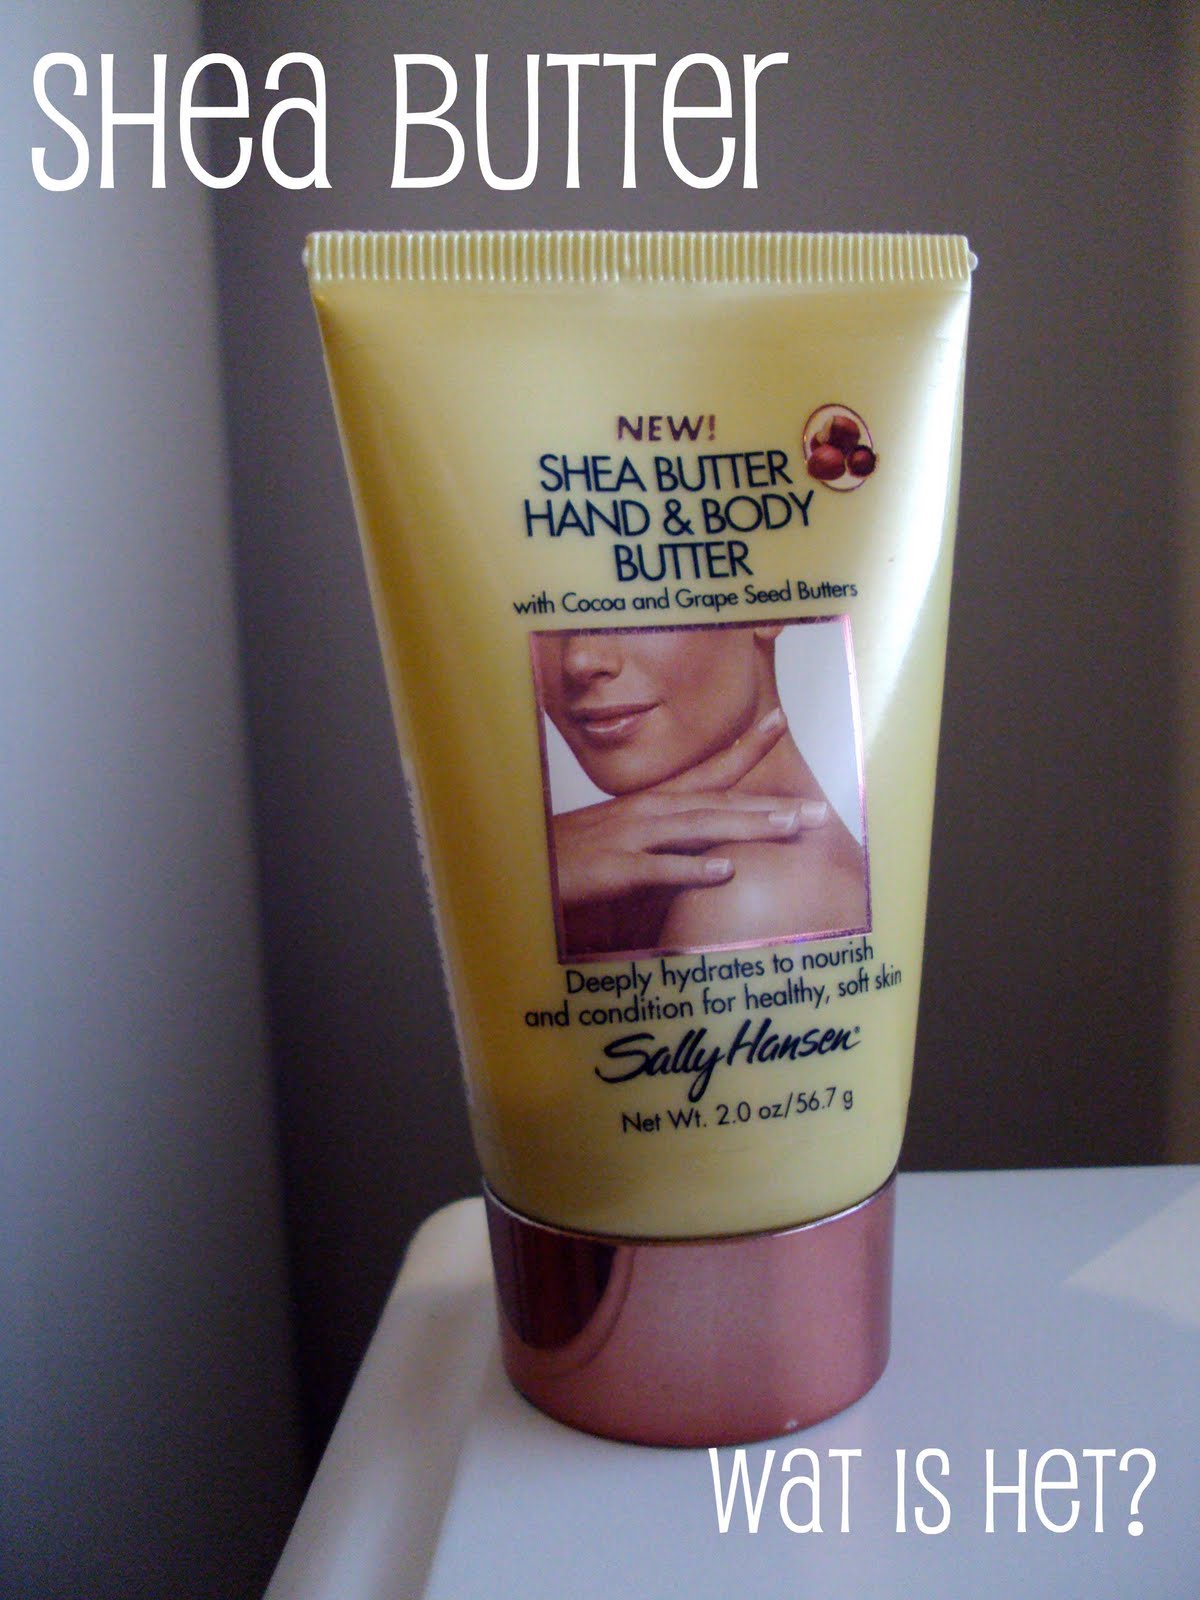 SHea BUTTer
NEW!
SHEA BUTTER
HAND & BODY
BUTTER
with Cocoa and Grape Seed Butters
Deeply hydrates to nourish
and condition for healthy, soft skin
Sally Hansen®
Net Wt. 2.0 oz/56.7 g
waT is HeT?